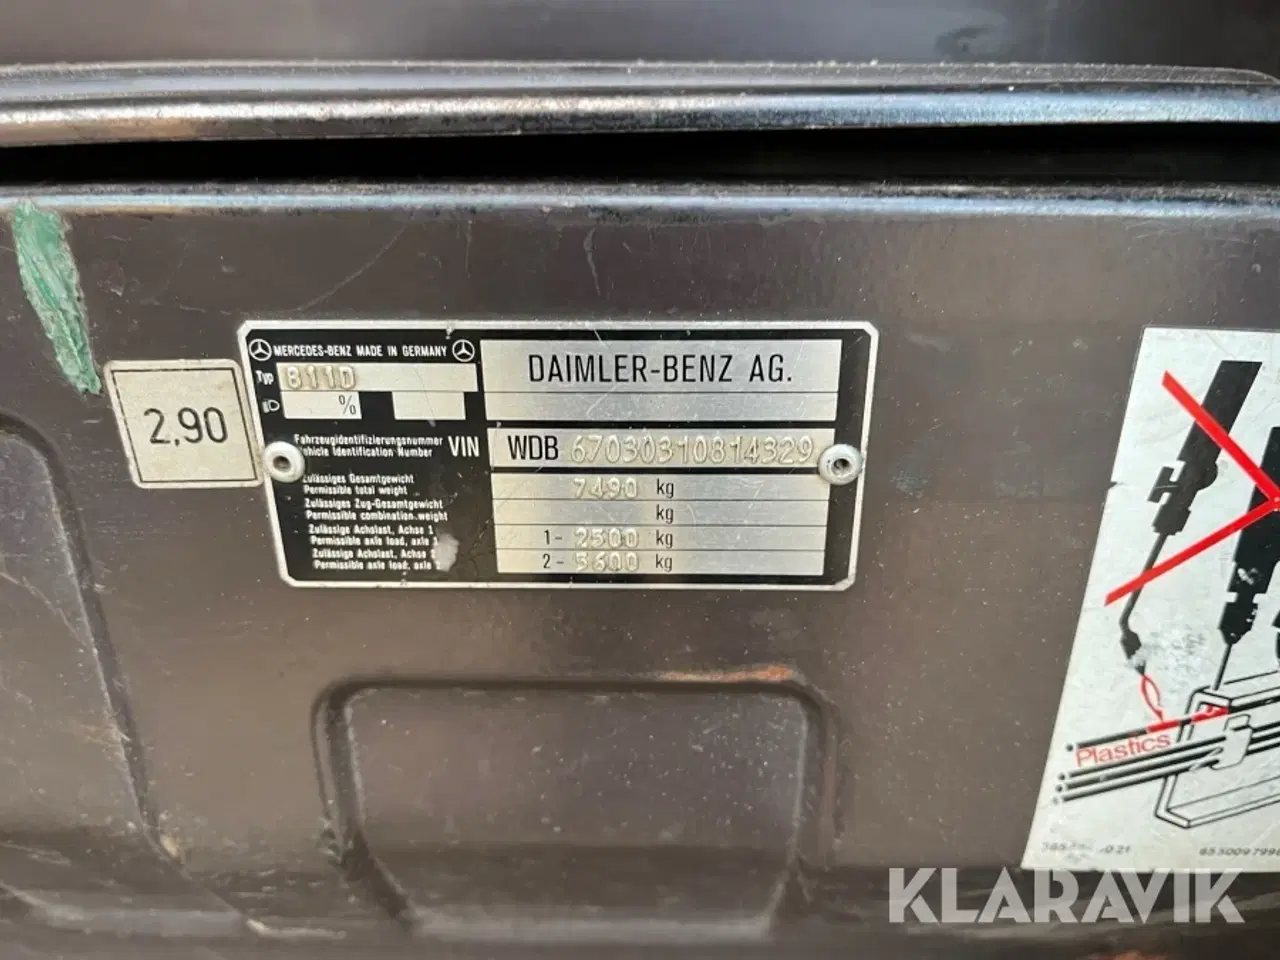 MERCEDES-BENZ MADE IN GERMANY
Typ 811D
DAIMLER-BENZ AG.
%
2,90
Fahrzeugidentifizierungsnummer
Vehicle Identification Number
VIN
WDB 67030310814329
Zulässiges Gesamtgewicht
Permissible total weight
7490 kg
Zulässiges Zug-Gesamtgewicht
Permissible combination weight
kg
Zulässige Achslast, Achse 1
Permissible axle load, axle 1
1- 2500 kg
Zulässige Achslast, Achse 2
Permissible axle load, axle 2
2- 5600 kg
Plastics
KLARAVIK